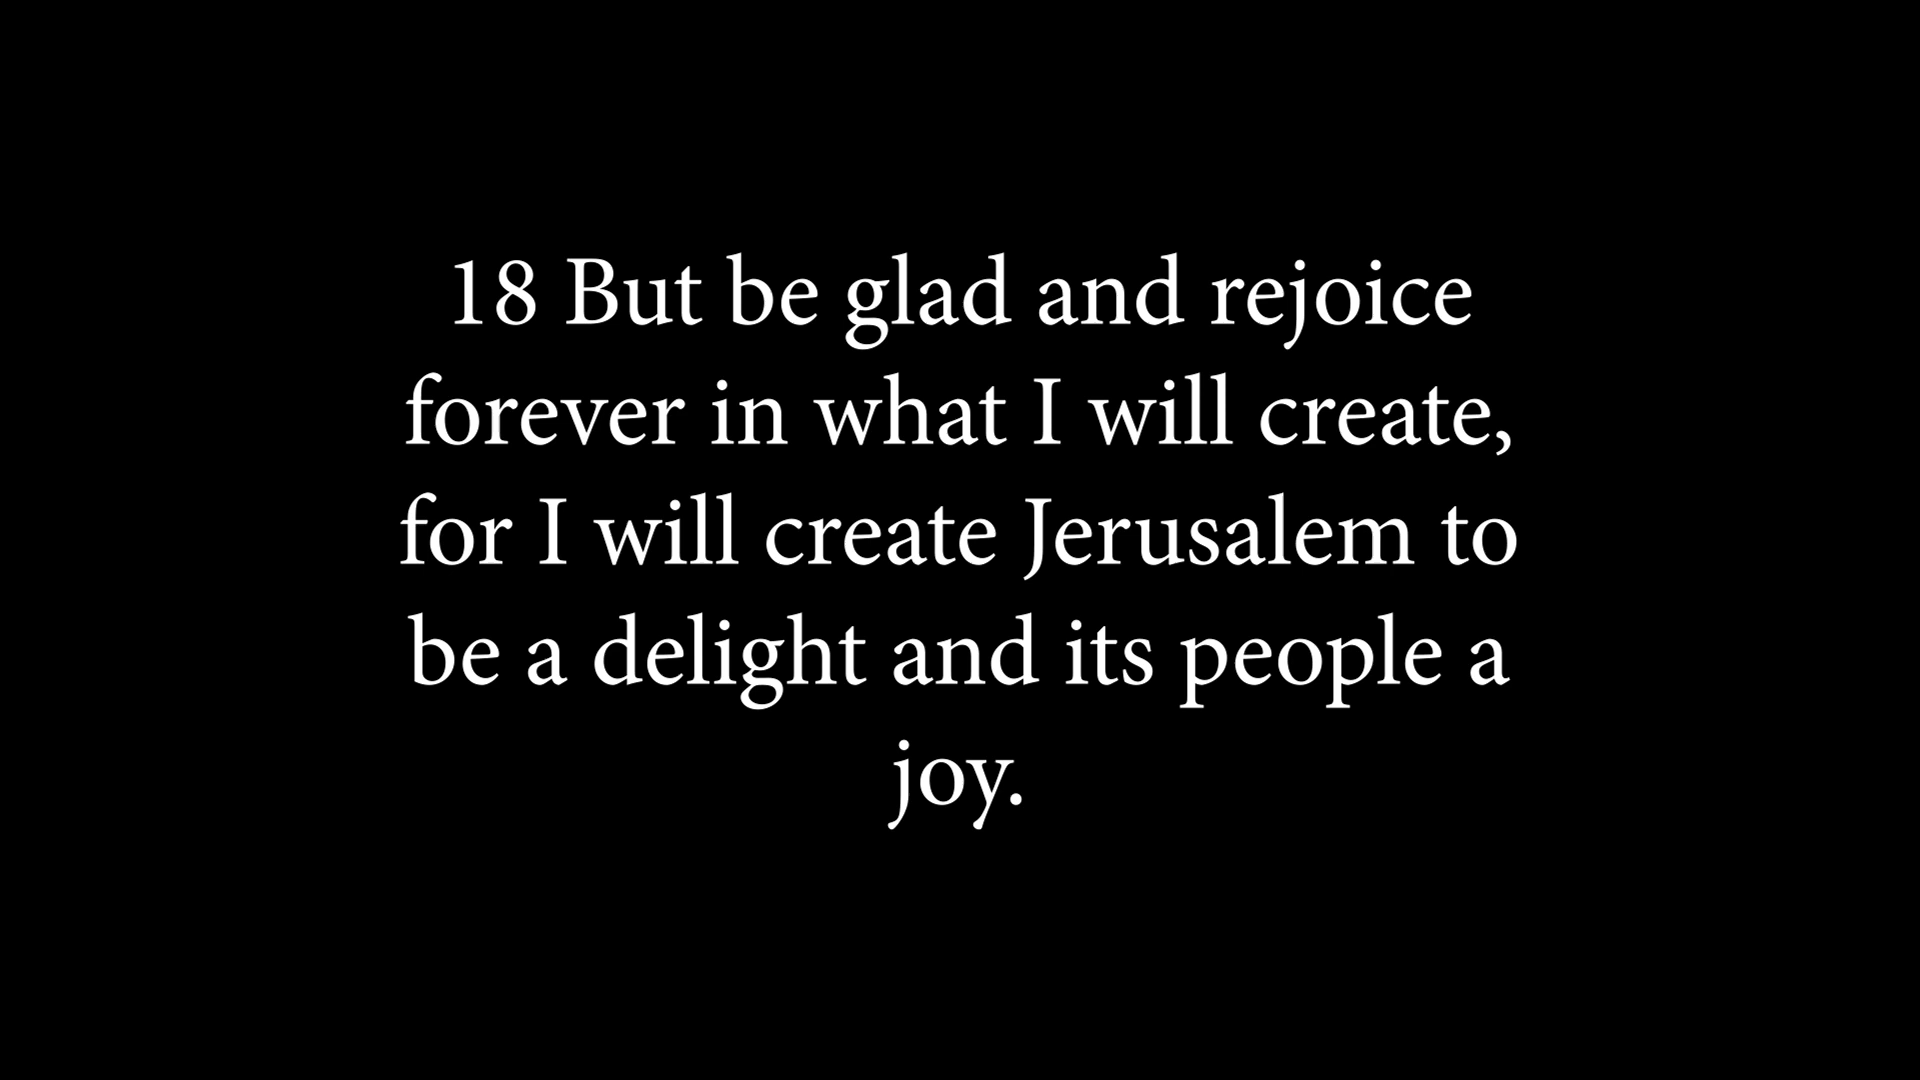 18 But be glad and rejoice
forever in what I will create,
for I will create Jerusalem to
be a delight and its people a
joy.